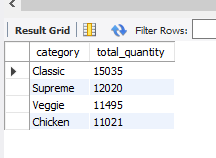 Result Grid Filter Rows:
category total_quantity
Classic 15035
Supreme 12020
Veggie 11495
Chicken 11021